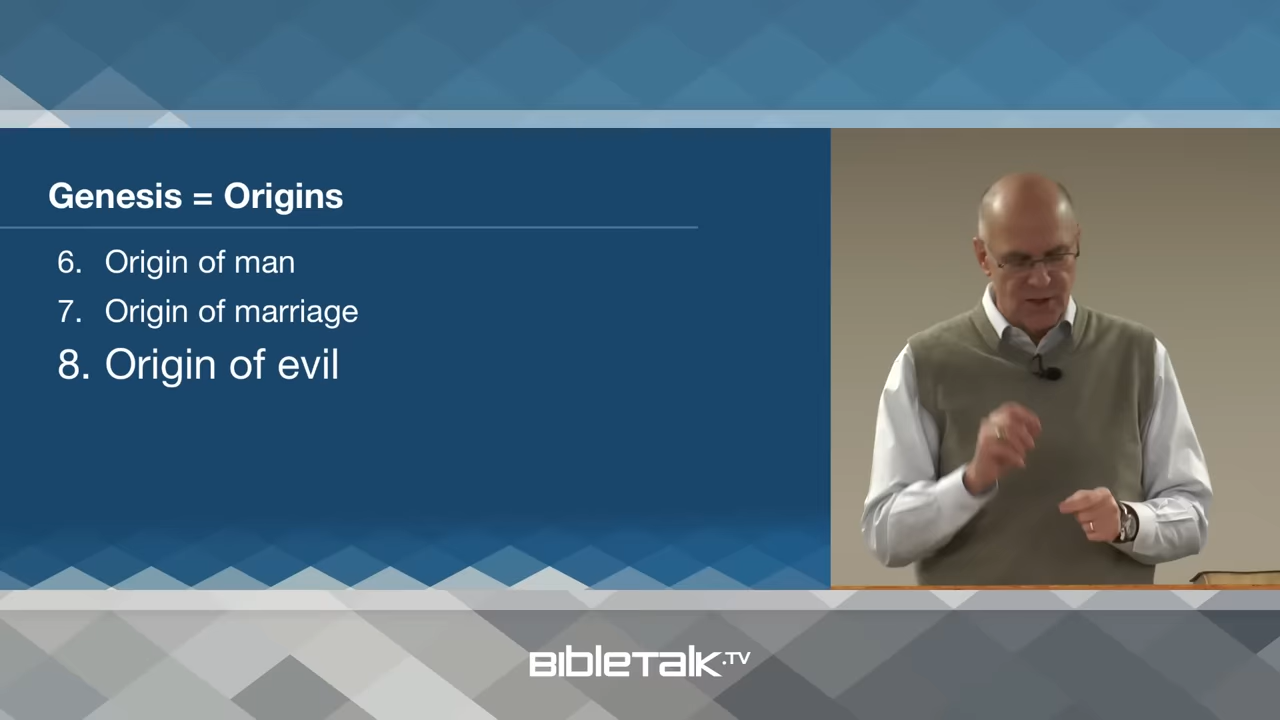 Genesis = Origins
6. Origin of man
7. Origin of marriage
8. Origin of evil
BIBLETALK.TV